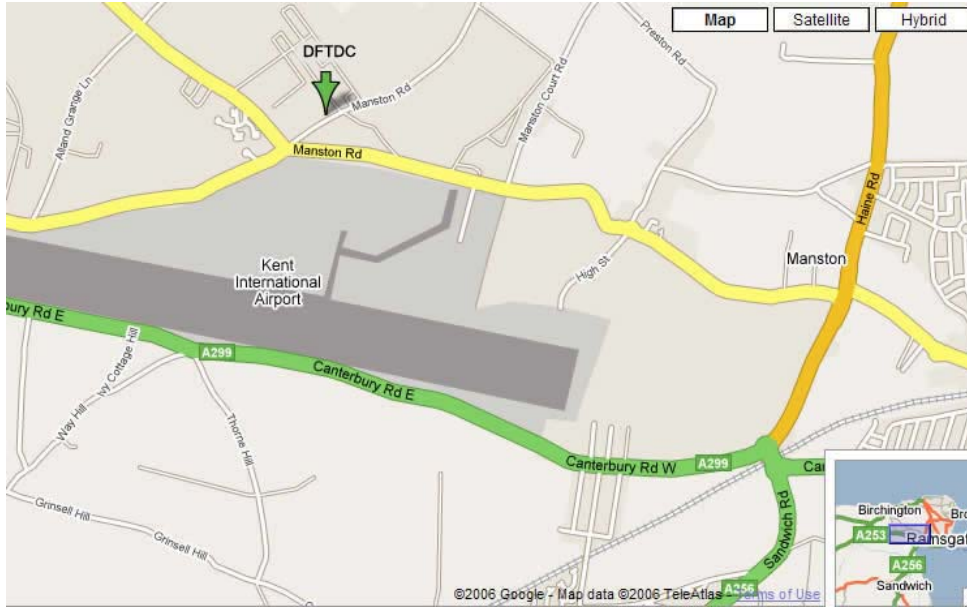 Map
Satellite
Hybrid
DFTDC
Preston Rd
Manston Court Rd
Manston Rd
Alland Grange Ln
Manston Rd
Haine Rd
Manston
High St
Kent
International
Airport
bury Rd E
A299
Canterbury Rd E
Ivy Cottage Hill
Way Hill
Thorne Hill
Canterbury Rd W
A299
Grinsell Hill
Grinsell Hill
Sandwich Rd
A256
Birchington
A253
Ramsgat
A256
Sandwich
©2006 Google - Map data ©2006 TeleAtlas - Terms of Use